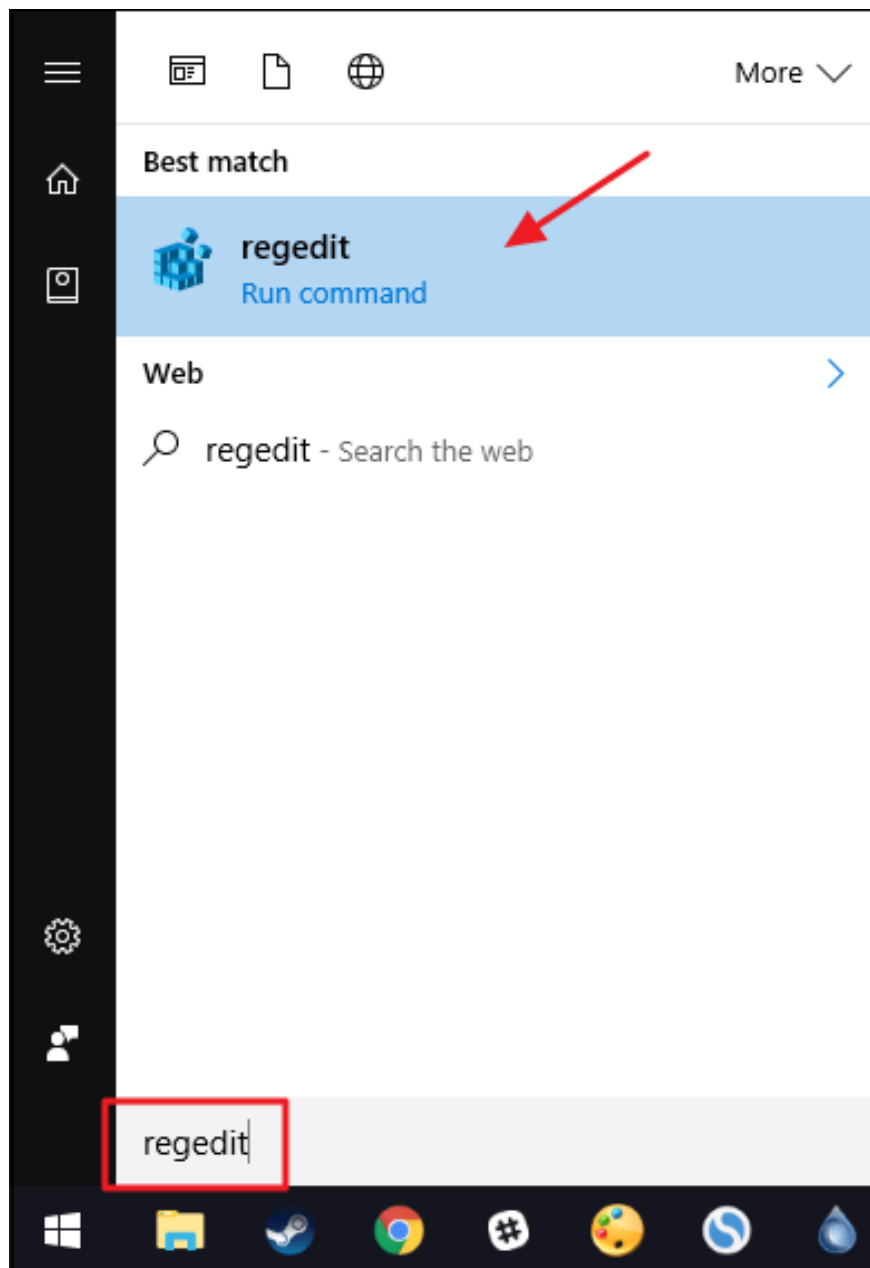 More
Best match
regedit
Run command
Web
regedit - Search the web
regedit